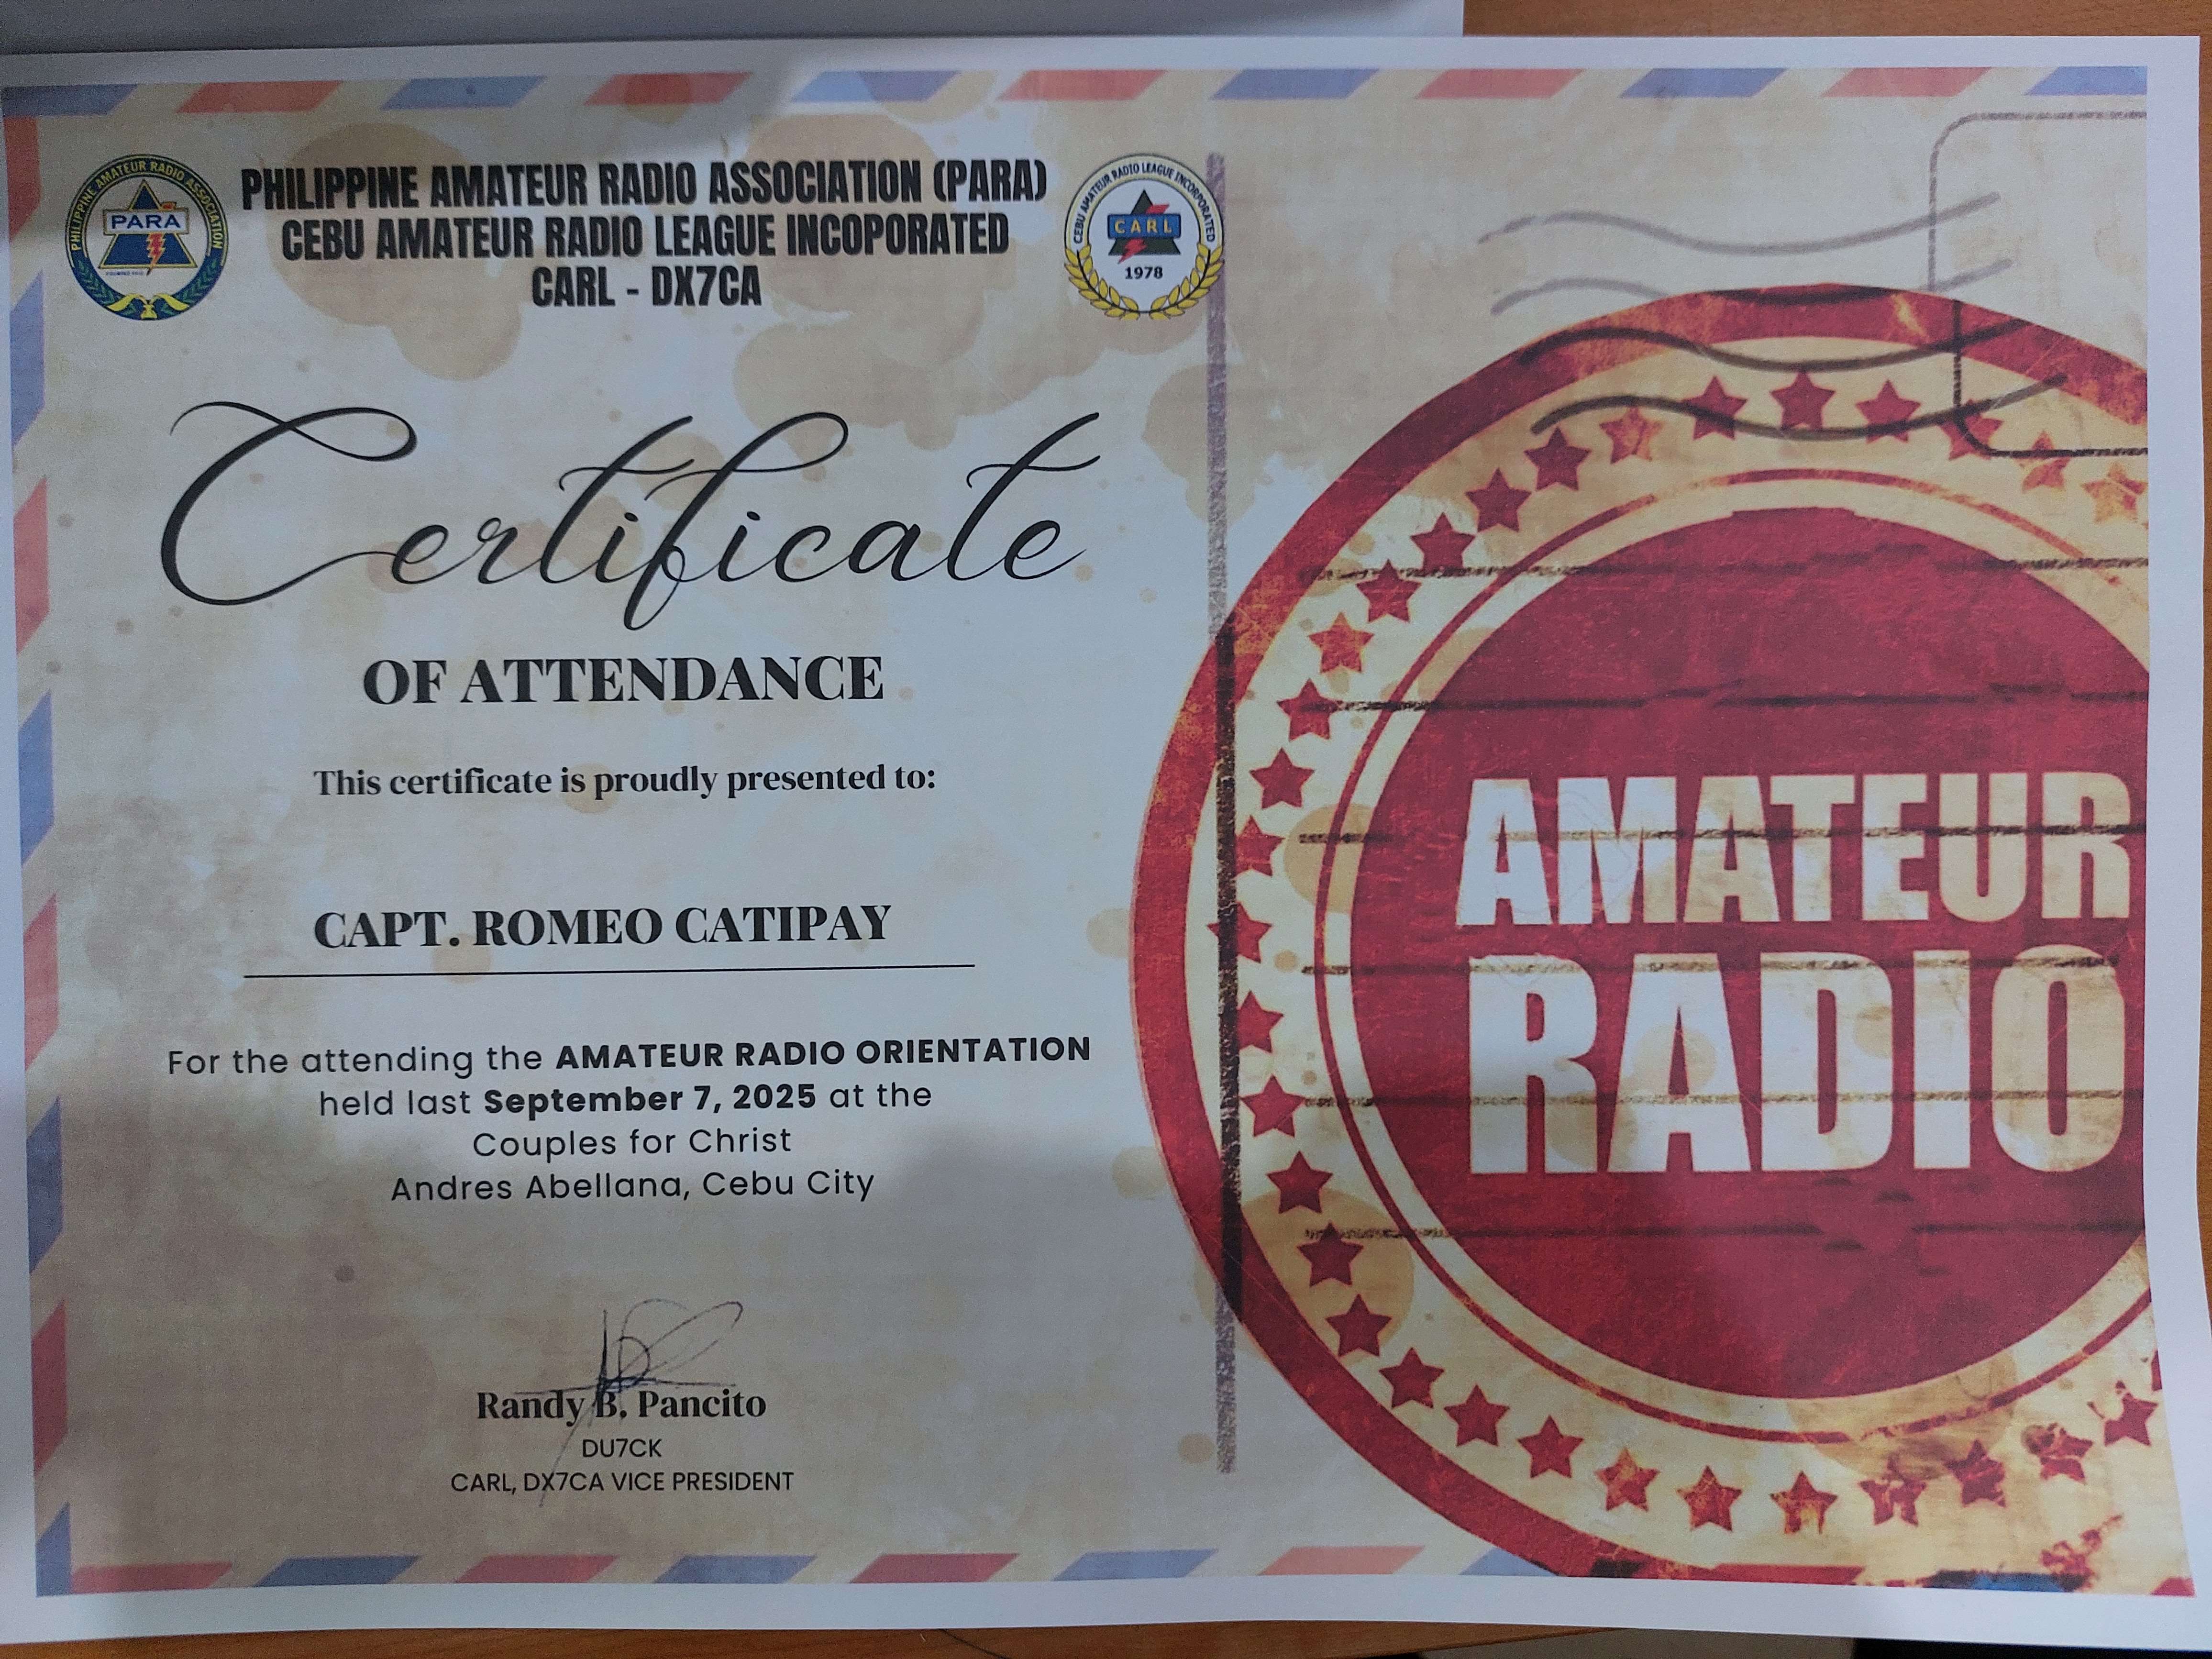 PHILIPPINE AMATEUR RADIO ASSOCIATION
PARA
PHILIPPINE AMATEUR RADIO ASSOCIATION (PARA)
CEBU AMATEUR RADIO LEAGUE INCOPORATED
CARL - DX7CA
CEBU AMATEUR RADIO LEAGUE INCORPORATED
CARL
1978
Certificate
OF ATTENDANCE
This certificate is proudly presented to:
CAPT. ROMEO CATIPAY
For the attending the AMATEUR RADIO ORIENTATION
held last September 7, 2025 at the
Couples for Christ
Andres Abellana, Cebu City
Randy B. Pancito
DU7CK
CARL, DX7CA VICE PRESIDENT
AMATEUR
RADIO